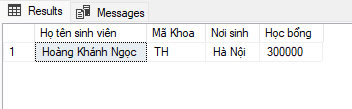 Results Messages
Họ tên sinh viên Mã Khoa Nơi sinh Học bổng
1 Hoàng Khánh Ngọc TH Hà Nội 300000